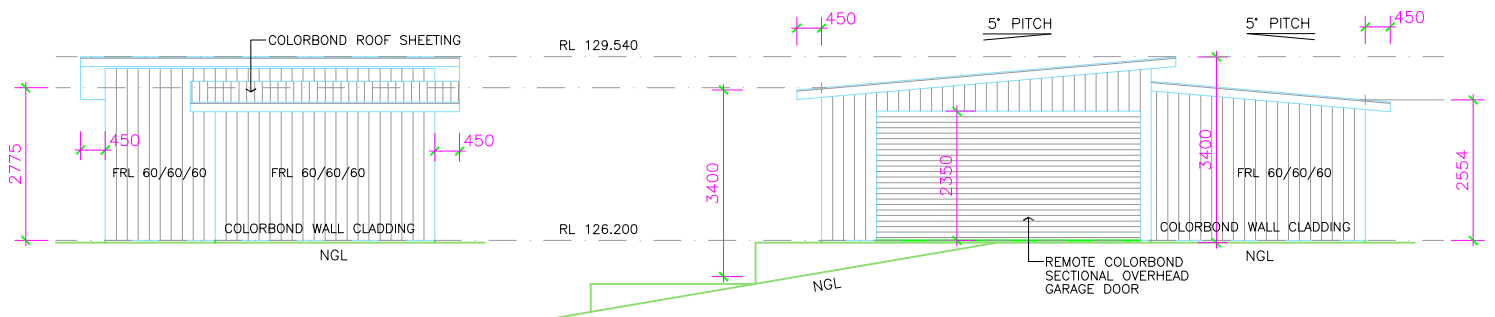 COLORBOND ROOF SHEETING
2775
450
450
FRL 60/60/60
FRL 60/60/60
COLORBOND WALL CLADDING
NGL
RL 129.540
RL 126.200
450
5° PITCH
5° PITCH
450
3400
2350
3400
2554
FRL 60/60/60
COLORBOND WALL CLADDING
REMOTE COLORBOND
SECTIONAL OVERHEAD
GARAGE DOOR
NGL
NGL